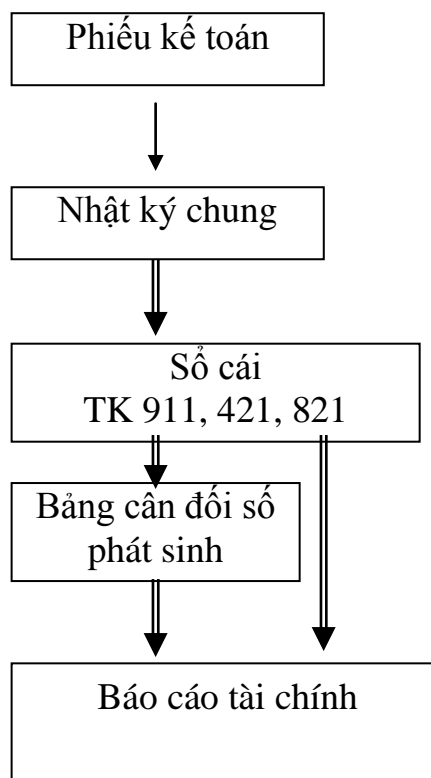 Phiếu kế toán
Nhật ký chung
Sổ cái
TK 911, 421, 821
Bảng cân đối số
phát sinh
Báo cáo tài chính